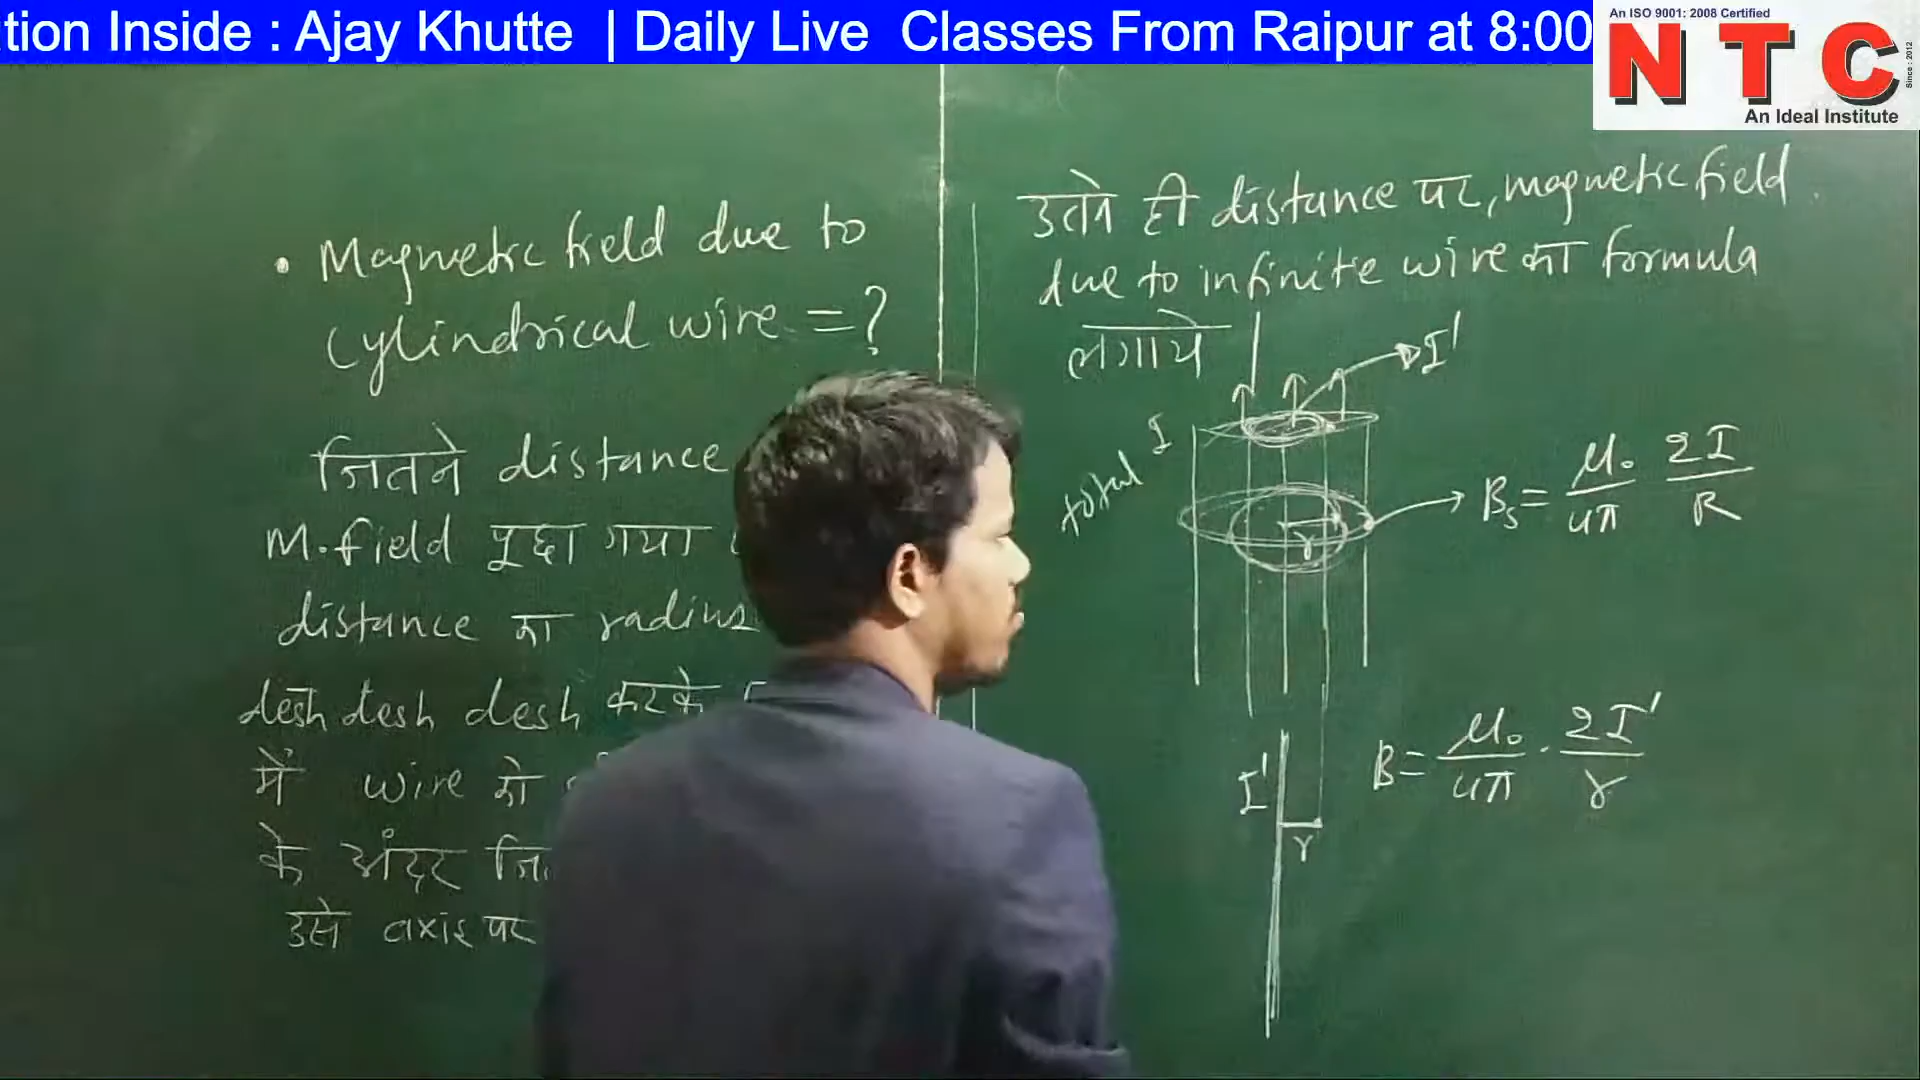 tion Inside : Ajay Khutte | Daily Live Classes From Raipur at 8:00
An ISO 9001: 2008 Certified
NTC
Since : 2012
An Ideal Institute
• Magnetic field due to
Cylindrical wire = ?
जितने distance
M.field पूछा गया
distance का radius
desh desh desh करके
में wire को
के अंदर
उसे axis पर
उतने ही distance पर, magnetic field
due to infinite wire का formula
लगाये
I'
total I
r
B_s = μ₀/4π 2I/R
I'
r
B = μ₀/4π · 2I'/r